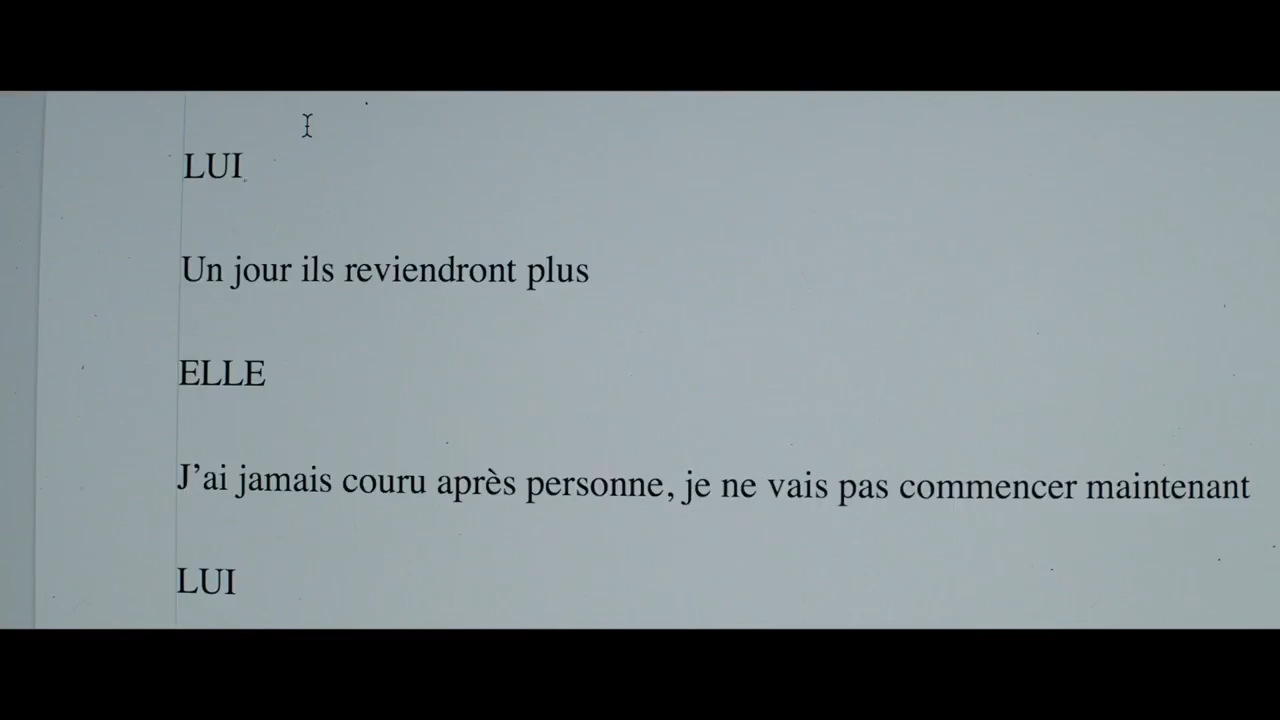 LUI
Un jour ils reviendront plus
ELLE
J’ai jamais couru après personne, je ne vais pas commencer maintenant
LUI